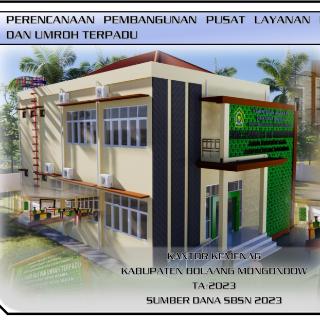 PERENCANAAN PEMBANGUNAN PUSAT LAYANAN
DAN UMROH TERPADU
KANTOR KEMENAG
KABUPATEN BOLAANG MONGONDOW
TA.2023
SUMBER DANA SBSN 2023